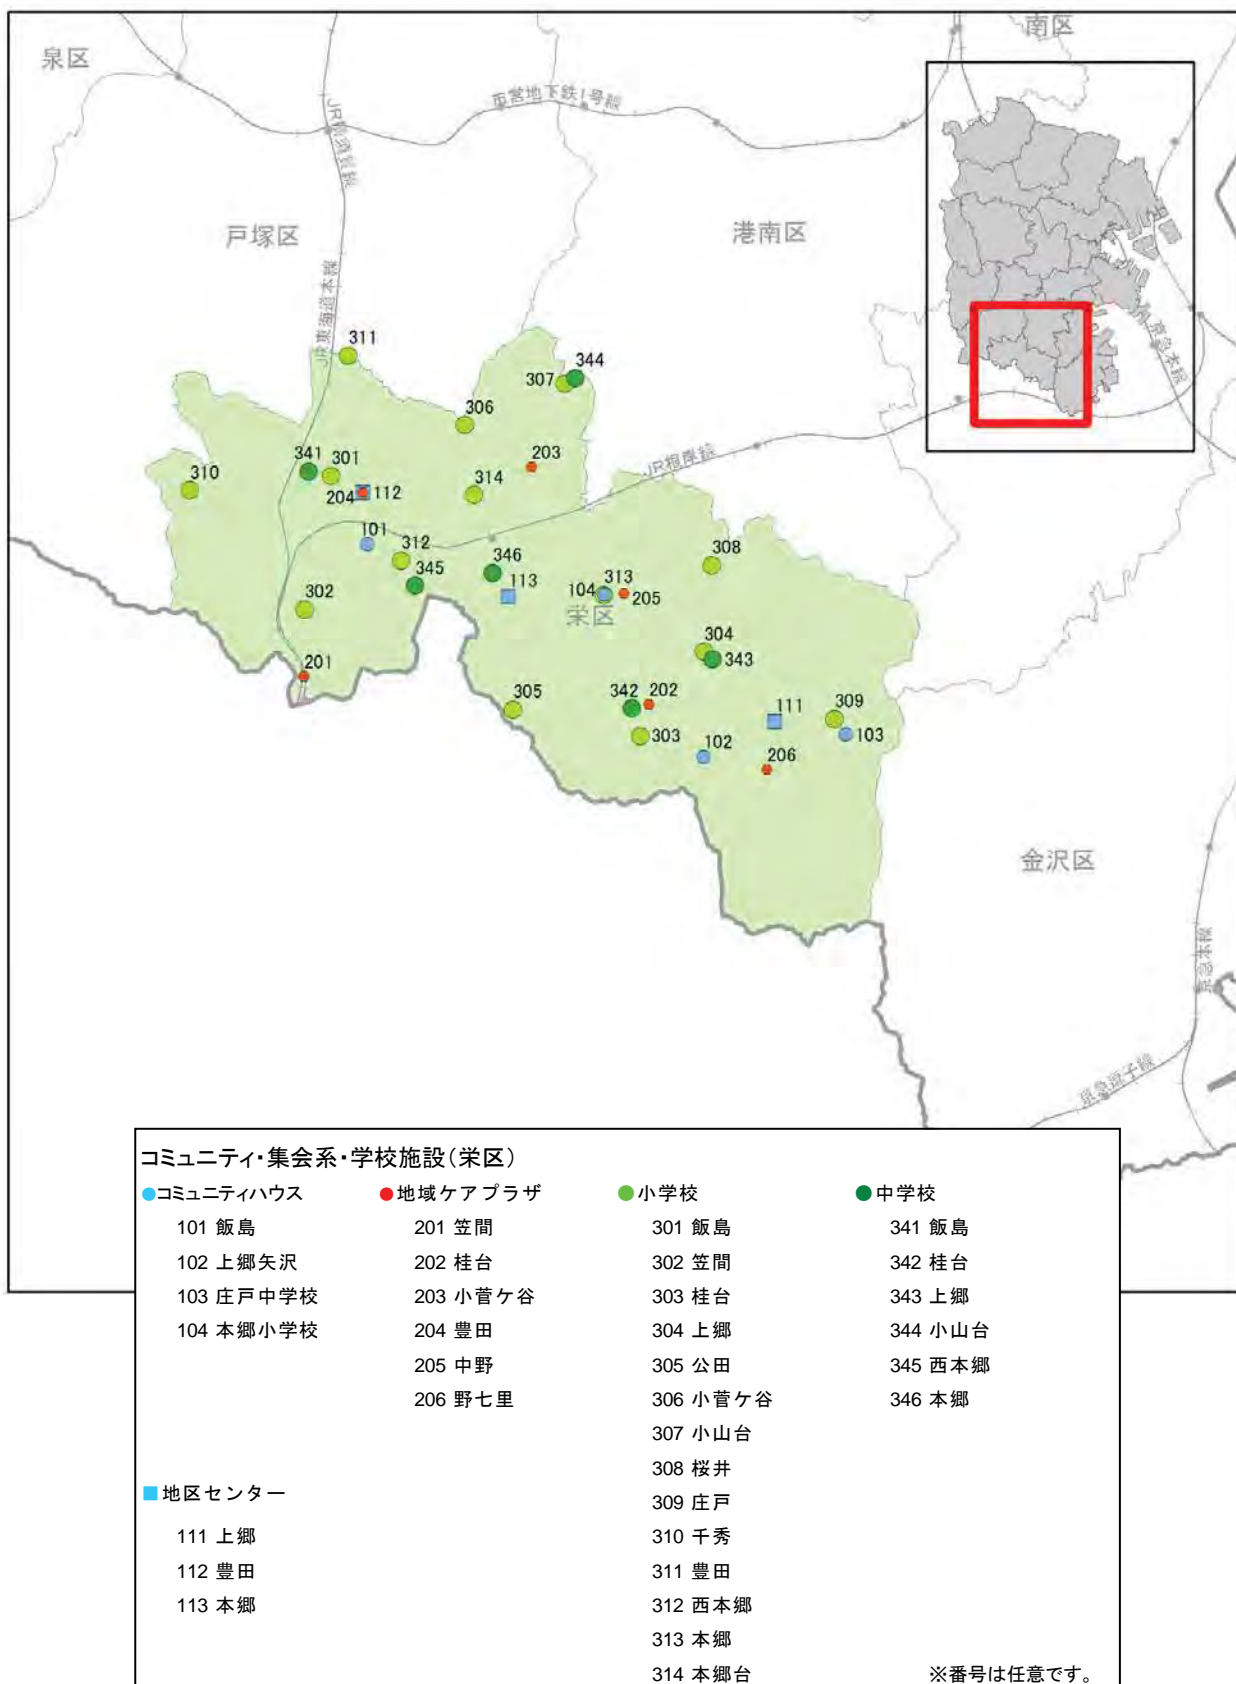 南区
泉区
市営地下鉄1号線
JR横須賀線
戸塚区
港南区
JR東海道本線
京急本線
311
344
307
306
341
301
203
310
JR根岸線
204
112
314
101
312
346
308
345
113
104
313
205
302
栄区
304
343
201
305
342
202
111
309
303
102
103
206
金沢区
京急本線
京急逗子線
コミュニティ・集会系・学校施設(栄区)
コミュニティハウス
101 飯島
102 上郷矢沢
103 庄戸中学校
104 本郷小学校
地区センター
111 上郷
112 豊田
113 本郷
地域ケアプラザ
201 笠間
202 桂台
203 小菅ケ谷
204 豊田
205 中野
206 野七里
小学校
301 飯島
302 笠間
303 桂台
304 上郷
305 公田
306 小菅ケ谷
307 小山台
308 桜井
309 庄戸
310 千秀
311 豊田
312 西本郷
313 本郷
314 本郷台
中学校
341 飯島
342 桂台
343 上郷
344 小山台
345 西本郷
346 本郷
※番号は任意です。